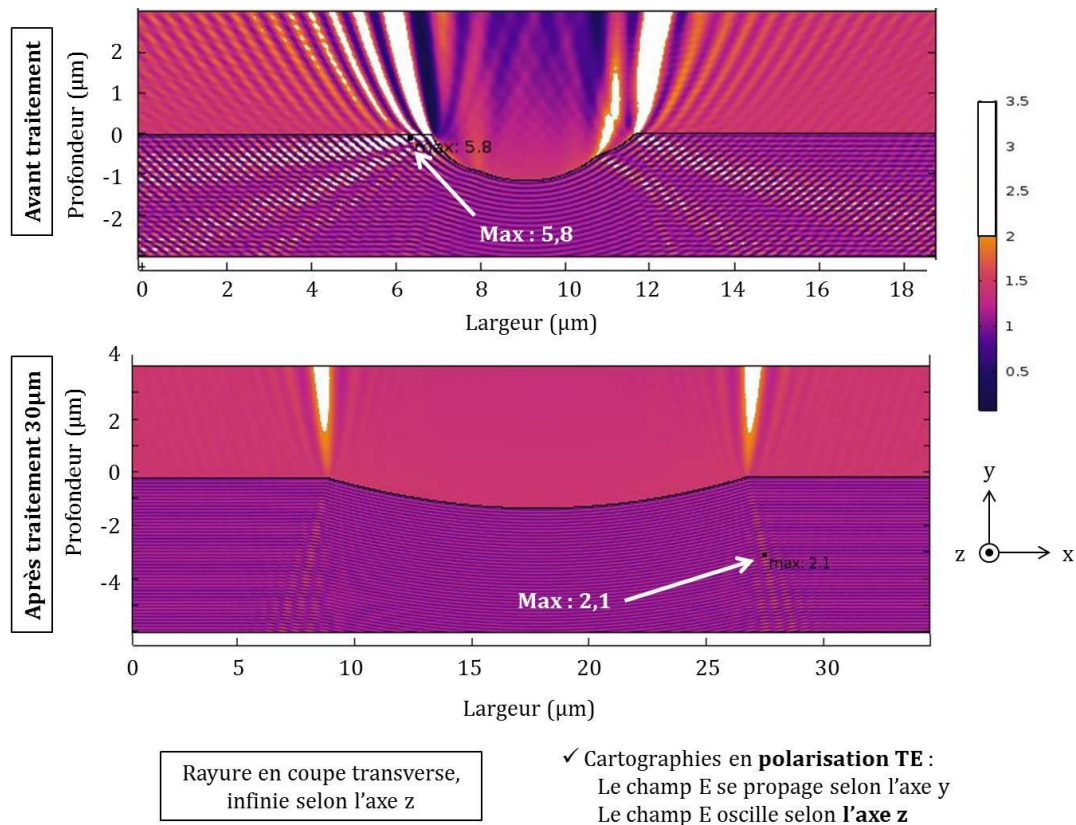 Avant traitement
Profondeur (µm)
2
1
0
-1
-2
max: 5.8
Max : 5,8
0
2
4
6
8
10
12
14
16
18
Largeur (µm)
3.5
3
2.5
2
1.5
1
0.5
Après traitement 30µm
Profondeur (µm)
4
2
0
-2
-4
max: 2.1
Max : 2,1
0
5
10
15
20
25
30
Largeur (µm)
y
z
x
Rayure en coupe transverse,
infinie selon l’axe z
✓ Cartographies en polarisation TE :
Le champ E se propage selon l’axe y
Le champ E oscille selon l’axe z